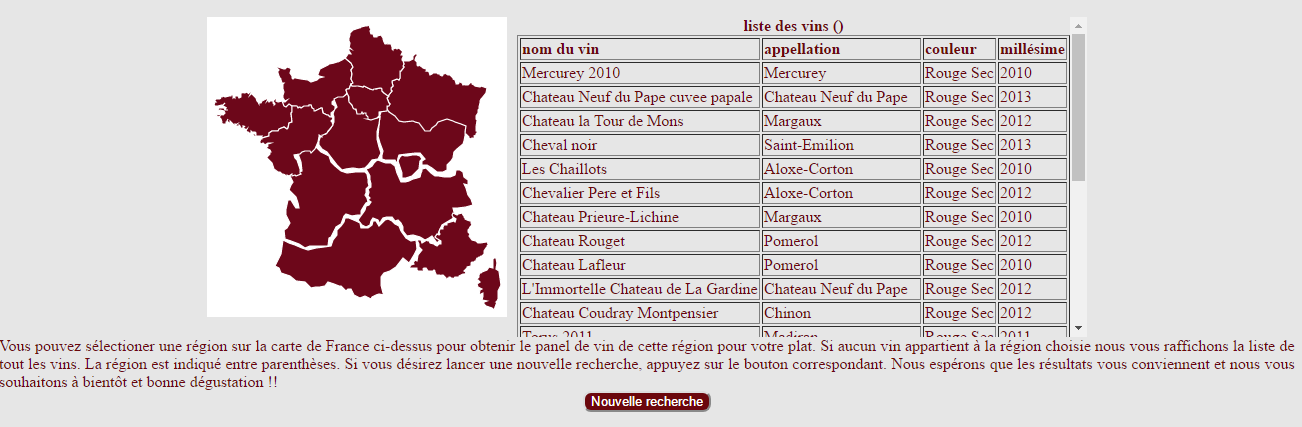 liste des vins ()
nom du vin appellation couleur millésime
Mercurey 2010 Mercurey Rouge Sec 2010
Chateau Neuf du Pape cuvee papale Chateau Neuf du Pape Rouge Sec 2013
Chateau la Tour de Mons Margaux Rouge Sec 2012
Cheval noir Saint-Emilion Rouge Sec 2013
Les Chaillots Aloxe-Corton Rouge Sec 2010
Chevalier Pere et Fils Aloxe-Corton Rouge Sec 2012
Chateau Prieure-Lichine Margaux Rouge Sec 2010
Chateau Rouget Pomerol Rouge Sec 2012
Chateau Lafleur Pomerol Rouge Sec 2010
L'Immortelle Chateau de La Gardine Chateau Neuf du Pape Rouge Sec 2012
Chateau Coudray Montpensier Chinon Rouge Sec 2012
Torus 2011 Madiran Rouge Sec 2011
Vous pouvez sélectioner une région sur la carte de France ci-dessus pour obtenir le panel de vin de cette région pour votre plat. Si aucun vin appartient à la région choisie nous vous raffichons la liste de
tout les vins. La région est indiqué entre parenthèses. Si vous désirez lancer une nouvelle recherche, appuyez sur le bouton correspondant. Nous espérons que les résultats vous conviennent et nous vous
souhaitons à bientôt et bonne dégustation !!
Nouvelle recherche